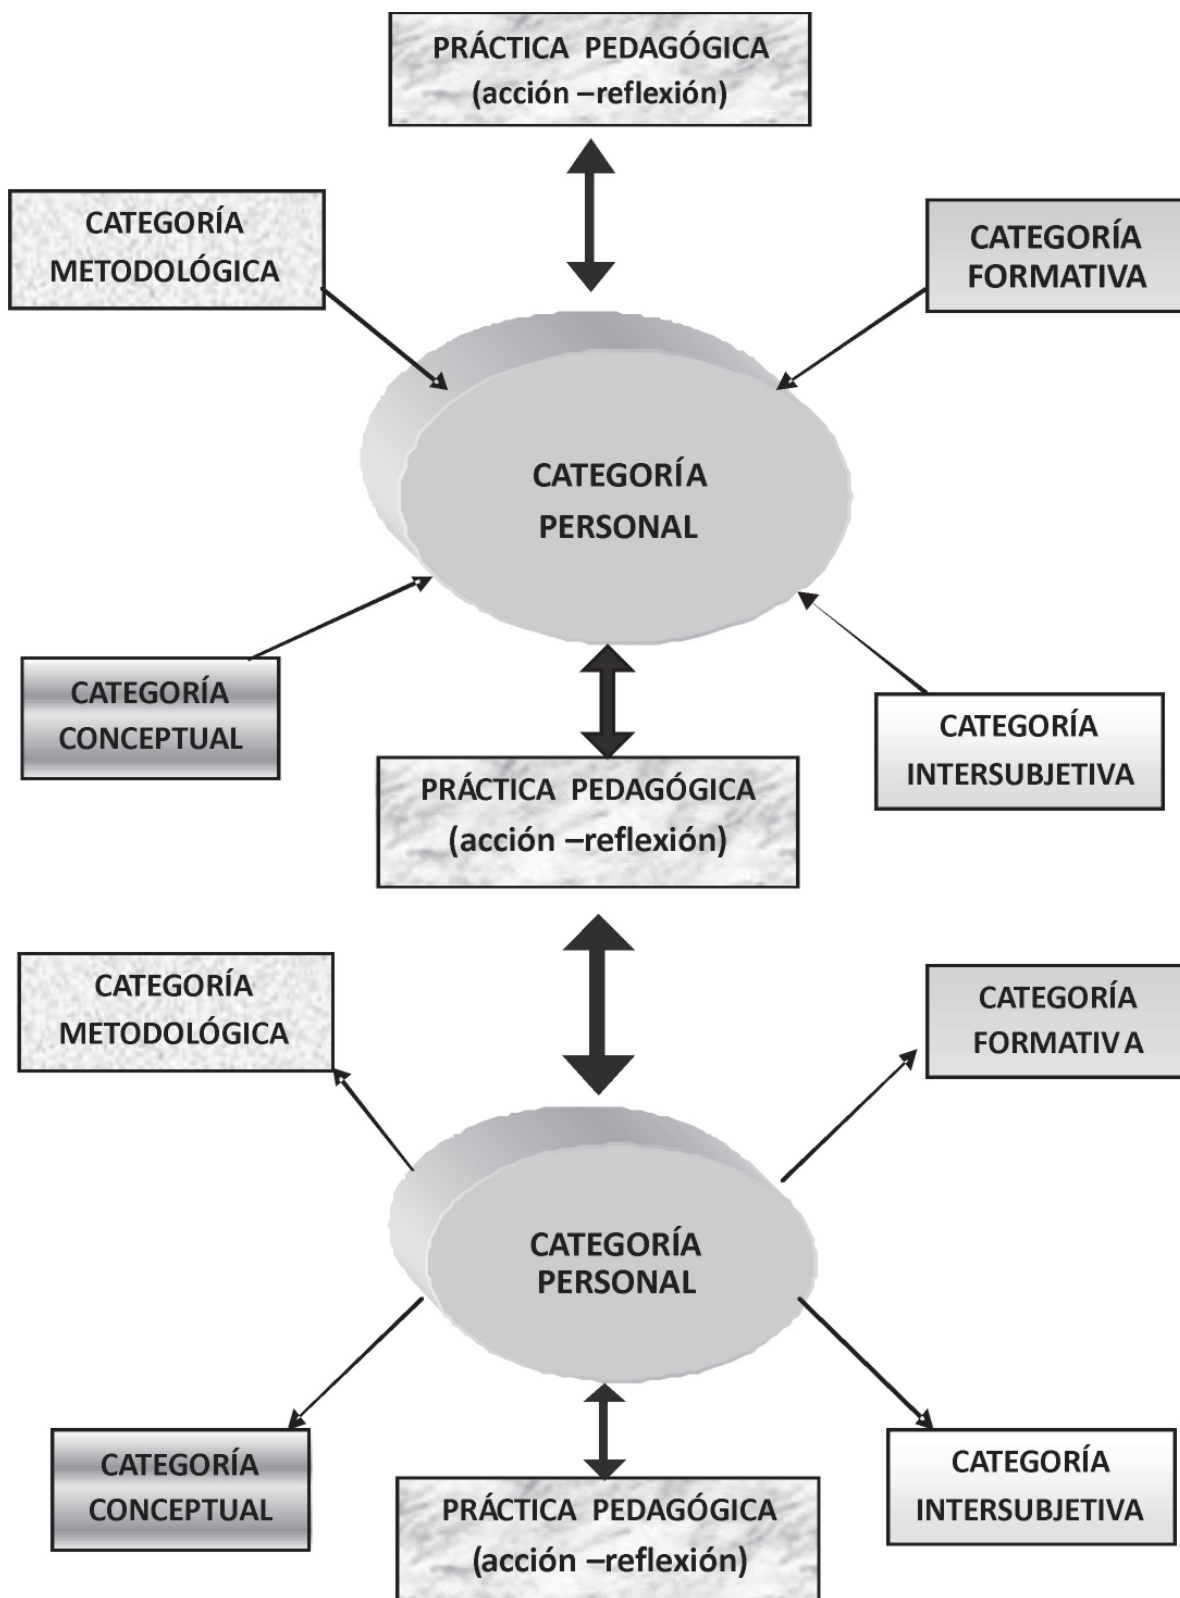 PRÁCTICA PEDAGÓGICA
(acción –reflexión)
CATEGORÍA
METODOLÓGICA
CATEGORÍA
FORMATIVA
CATEGORÍA
PERSONAL
CATEGORÍA
CONCEPTUAL
CATEGORÍA
INTERSUBJETIVA
PRÁCTICA PEDAGÓGICA
(acción –reflexión)
CATEGORÍA
METODOLÓGICA
CATEGORÍA
FORMATIVA
CATEGORÍA
PERSONAL
CATEGORÍA
CONCEPTUAL
CATEGORÍA
INTERSUBJETIVA
PRÁCTICA PEDAGÓGICA
(acción –reflexión)